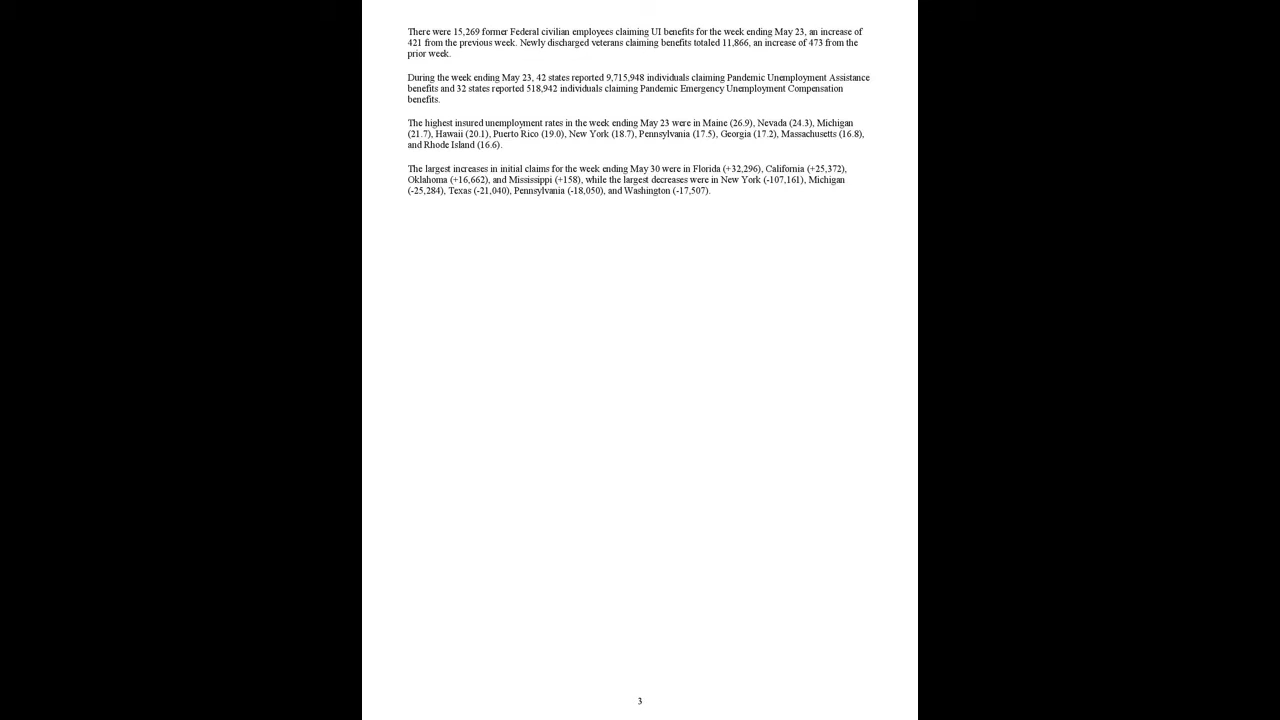 There were 15,269 former Federal civilian employees claiming UI benefits for the week ending May 23, an increase of
421 from the previous week. Newly discharged veterans claiming benefits totaled 11,866, an increase of 473 from the
prior week.
During the week ending May 23, 42 states reported 9,715,948 individuals claiming Pandemic Unemployment Assistance
benefits and 32 states reported 518,942 individuals claiming Pandemic Emergency Unemployment Compensation
benefits.
The highest insured unemployment rates in the week ending May 23 were in Maine (26.9), Nevada (24.3), Michigan
(21.7), Hawaii (20.1), Puerto Rico (19.0), New York (18.7), Pennsylvania (17.5), Georgia (17.2), Massachusetts (16.8),
and Rhode Island (16.6).
The largest increases in initial claims for the week ending May 30 were in Florida (+32,296), California (+25,372),
Oklahoma (+16,662), and Mississippi (+158), while the largest decreases were in New York (-107,161), Michigan
(-25,284), Texas (-21,040), Pennsylvania (-18,050), and Washington (-17,507).
3